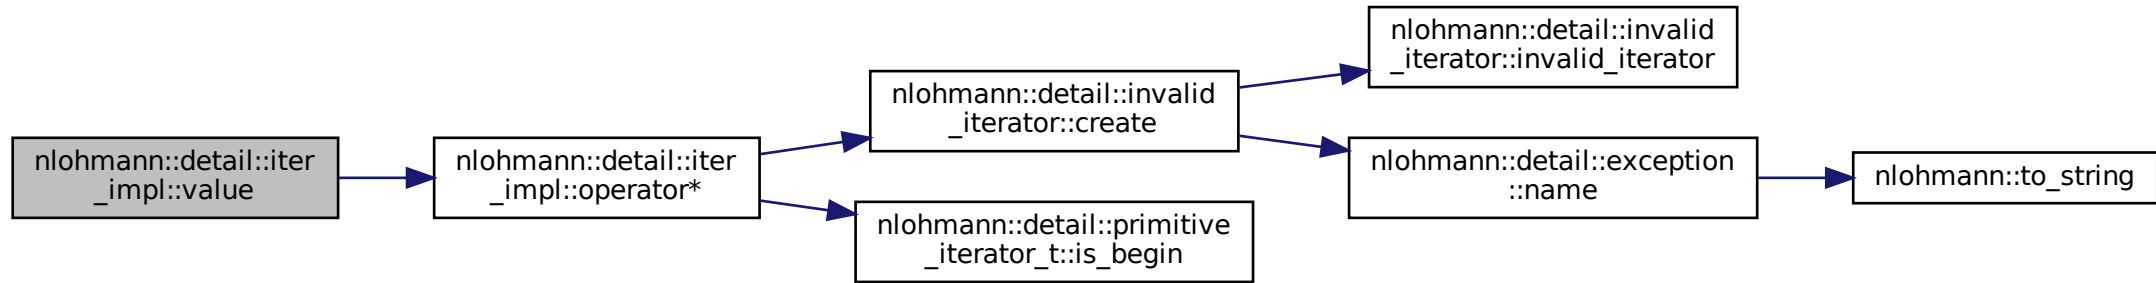 nlohmann::detail::iter
_impl::value
nlohmann::detail::iter
_impl::operator*
nlohmann::detail::invalid
_iterator::create
nlohmann::detail::invalid
_iterator::invalid_iterator
nlohmann::detail::exception
::name
nlohmann::to_string
nlohmann::detail::primitive
_iterator_t::is_begin